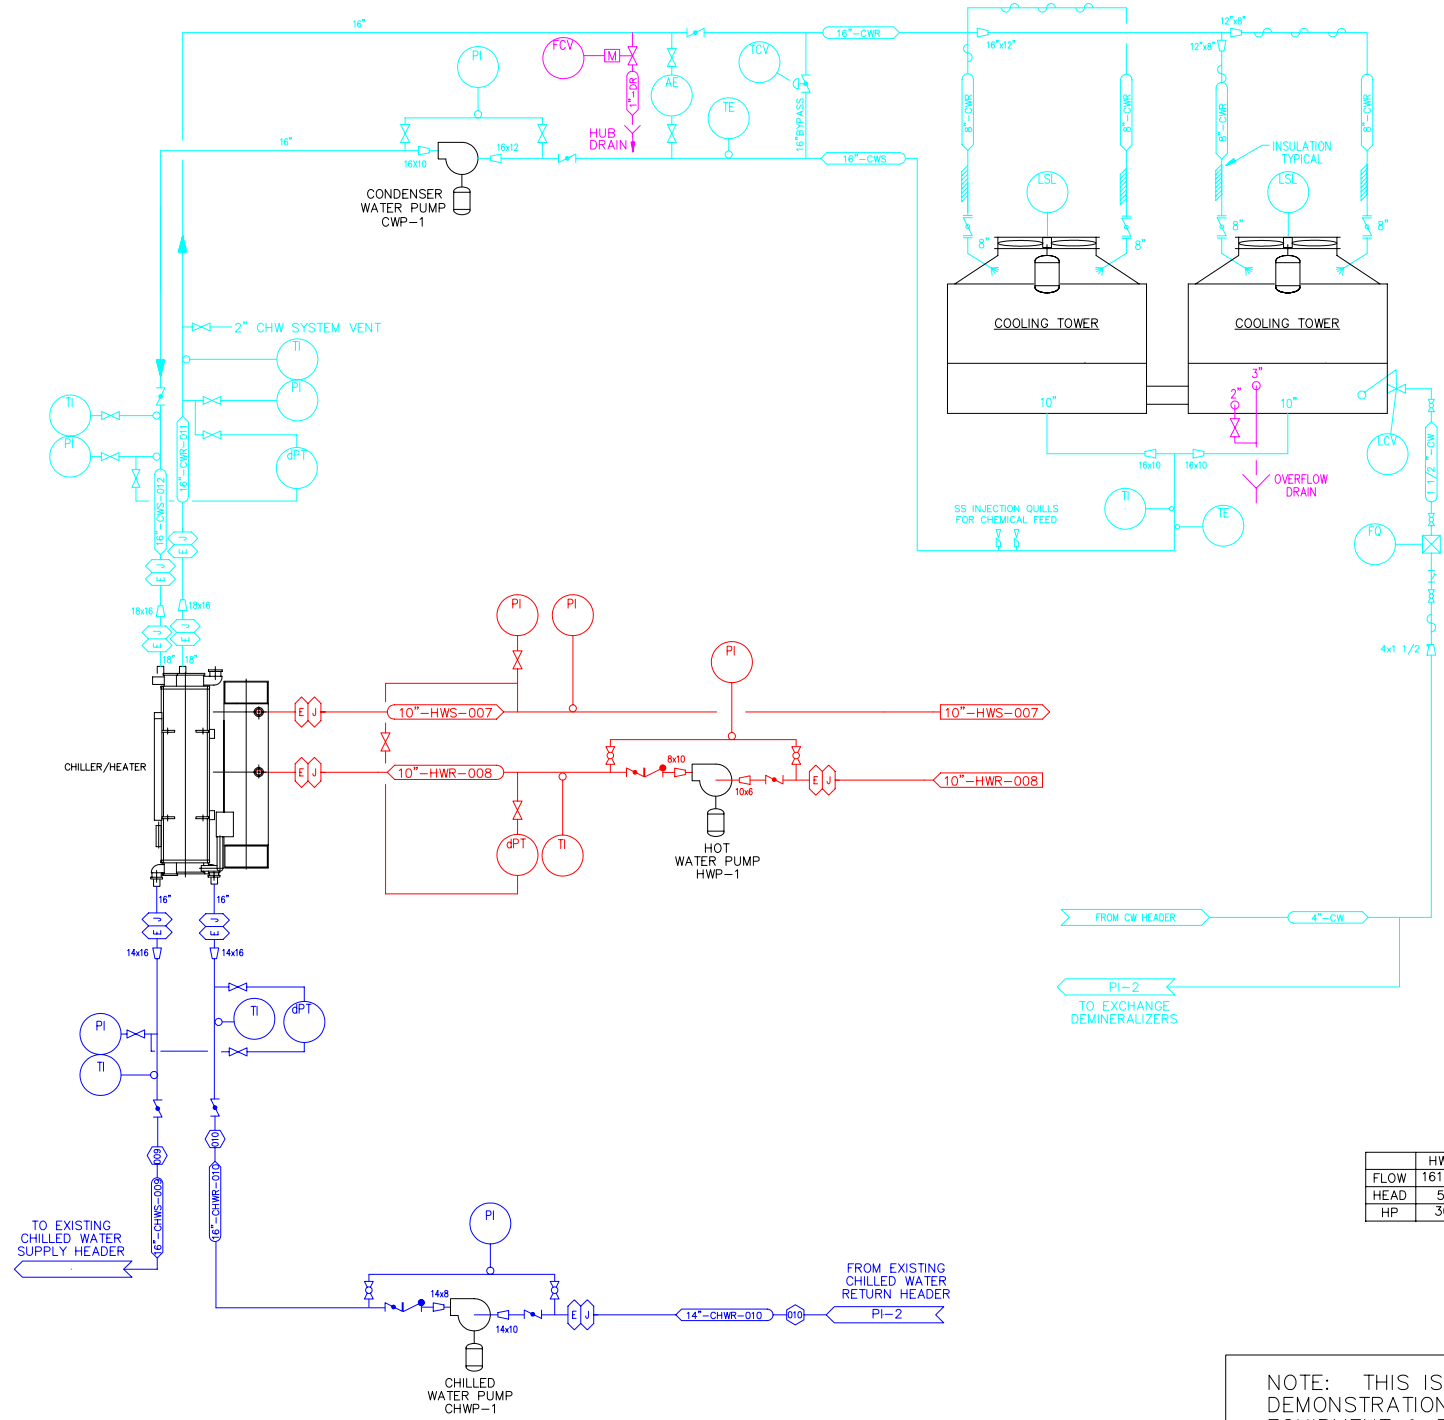 16"
16"-CWR
16"x12"
12"x8"
12"x8"
PI
FCV
M
1"-DR
HUB
DRAIN
AE
TCV
TE
16"BYPASS
16"-CWS
8"-CWR
8"-CWR
8"-CWR
8"-CWR
INSULATION
TYPICAL
LSL
LSL
16"
16X10
16x12
CONDENSER
WATER PUMP
CWP-1
8"
8"
8"
8"
COOLING TOWER
COOLING TOWER
2" CHW SYSTEM VENT
TI
PI
dPT
TI
PI
16"-CWR-011
16"-CWS-012
10"
2"
3"
10"
16x10
16x10
LCV
1 1/2"-CW
OVERFLOW
DRAIN
TI
TE
SS INJECTION QUILLS
FOR CHEMICAL FEED
FQ
4x1 1/2
E J
E J
18x16
18x16
E J
E J
18"
18"
PI
PI
PI
E J
10"-HWS-007
10"-HWS-007
CHILLER/HEATER
E J
10"-HWR-008
8x10
10x6
E J
10"-HWR-008
dPT
TI
HOT
WATER PUMP
HWP-1
16"
16"
E J
E J
14x16
14x16
FROM CW HEADER
4"-CW
PI-2
TO EXCHANGE
DEMINERALIZERS
PI
TI
TI
dPT
009
010
16"-CHWS-009
16"-CHWR-010
TO EXISTING
CHILLED WATER
SUPPLY HEADER
PI
14x8
14x10
E J
14"-CHWR-010
010
PI-2
FROM EXISTING
CHILLED WATER
RETURN HEADER
CHILLED
WATER PUMP
CHWP-1
FLOW 161
HEAD 5
HP
NOTE: THIS IS
DEMONSTRATION